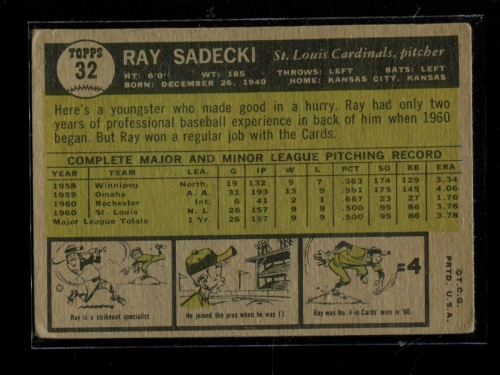 TOPPS
32
RAY SADECKI St. Louis Cardinals, pitcher
HT: 6'0" WT: 185 THROWS: LEFT BATS: LEFT
BORN: DECEMBER 26, 1940 HOME: KANSAS CITY, KANSAS
Here's a youngster who made good in a hurry. Ray had only two
years of professional baseball experience in back of him when 1960
began. But Ray won a regular job with the Cards.
COMPLETE MAJOR AND MINOR LEAGUE PITCHING RECORD
YEAR TEAM LEA. G IP W L PCT SO BB ERA
1958 Winnipeg North. 19 132 9 7 .563 174 129 3.34
1959 Omaha A. A. 31 193 13 9 .591 175 145 4.06
1960 Rochester Int. 6 41 2 1 .667 23 27 1.76
1960 St. Louis N. L. 26 157 9 9 .500 95 86 3.78
Major League Totals 1 Yr. 26 157 9 9 .500 95 86 3.78
=4
Ray is a strikeout specialist.
He joined the pros when he was 17.
Ray was No. 4 in Cards' wins in '60.
©T.C.G.
PRTD. U.S.A.